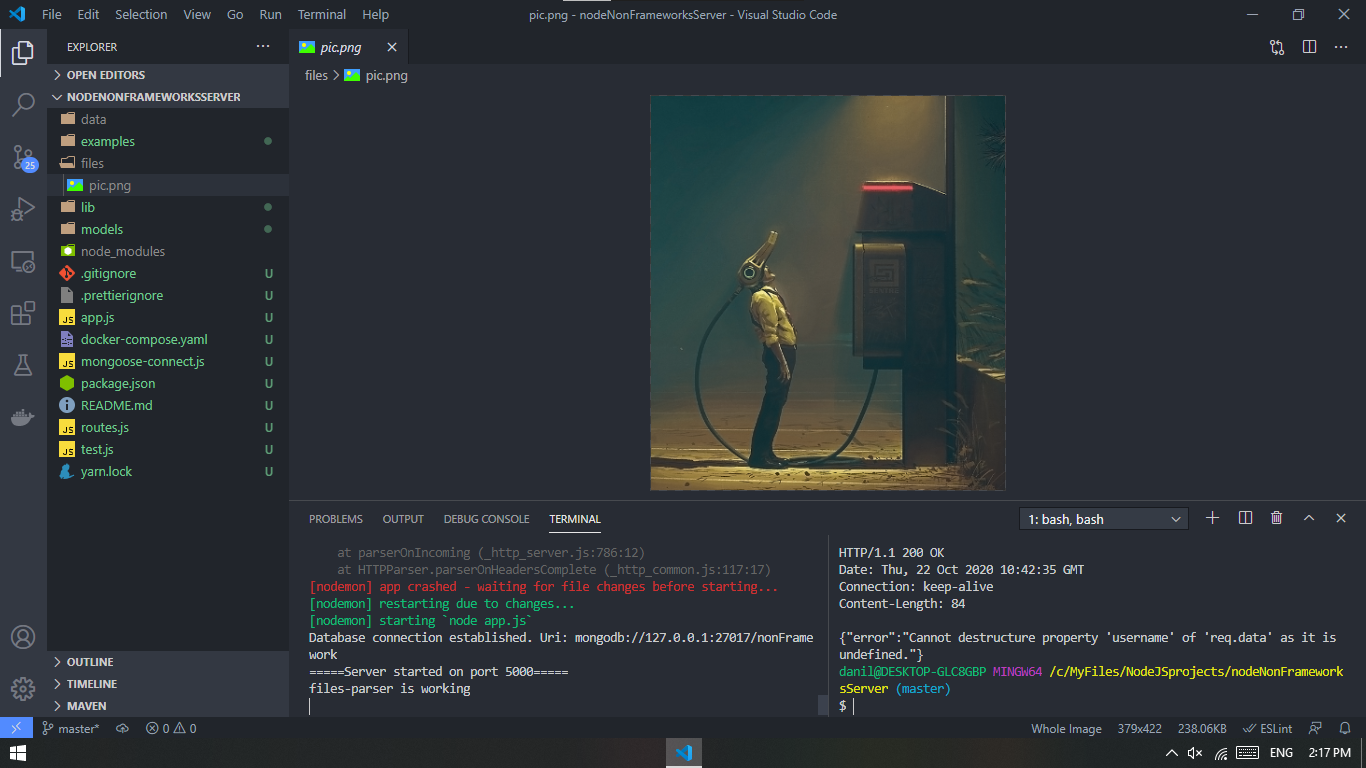 File Edit Selection View Go Run Terminal Help
pic.png - nodeNonFrameworksServer - Visual Studio Code
EXPLORER
OPEN EDITORS
NODENONFRAMEWORKSSERVER
data
examples
files
pic.png
lib
models
node_modules
.gitignore U
.prettierignore U
app.js U
docker-compose.yaml U
mongoose-connect.js U
package.json U
README.md U
routes.js U
test.js U
yarn.lock U
OUTLINE
TIMELINE
MAVEN
25
pic.png
files > pic.png
PROBLEMS OUTPUT DEBUG CONSOLE TERMINAL
1: bash, bash
at parserOnIncoming (_http_server.js:786:12)
at HTTPParser.parserOnHeadersComplete (_http_common.js:117:17)
[nodemon] app crashed - waiting for file changes before starting...
[nodemon] restarting due to changes...
[nodemon] starting `node app.js`
Database connection established. Uri: mongodb://127.0.0.1:27017/nonFrame
work
=====Server started on port 5000=====
files-parser is working
HTTP/1.1 200 OK
Date: Thu, 22 Oct 2020 10:42:35 GMT
Connection: keep-alive
Content-Length: 84
{"error":"Cannot destructure property 'username' of 'req.data' as it is
undefined."}
danil@DESKTOP-GLC8GBP MINGW64 /c/MyFiles/NodeJSprojects/nodeNonFramework
sServer (master)
$
master* 0 0
Whole Image 379x422 238.06KB ESLint
ENG 2:17 PM